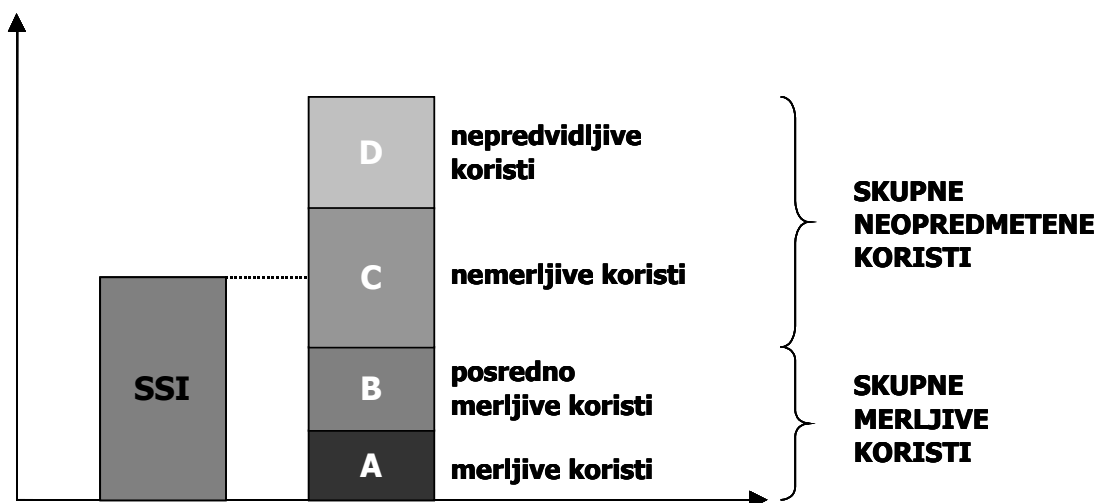 D
nepredvidljive
koristi
SKUPNE
NEOPREDMETENE
KORISTI
C
nemerljive koristi
SSI
B
posredno
merljive koristi
SKUPNE
MERLJIVE
KORISTI
A
merljive koristi